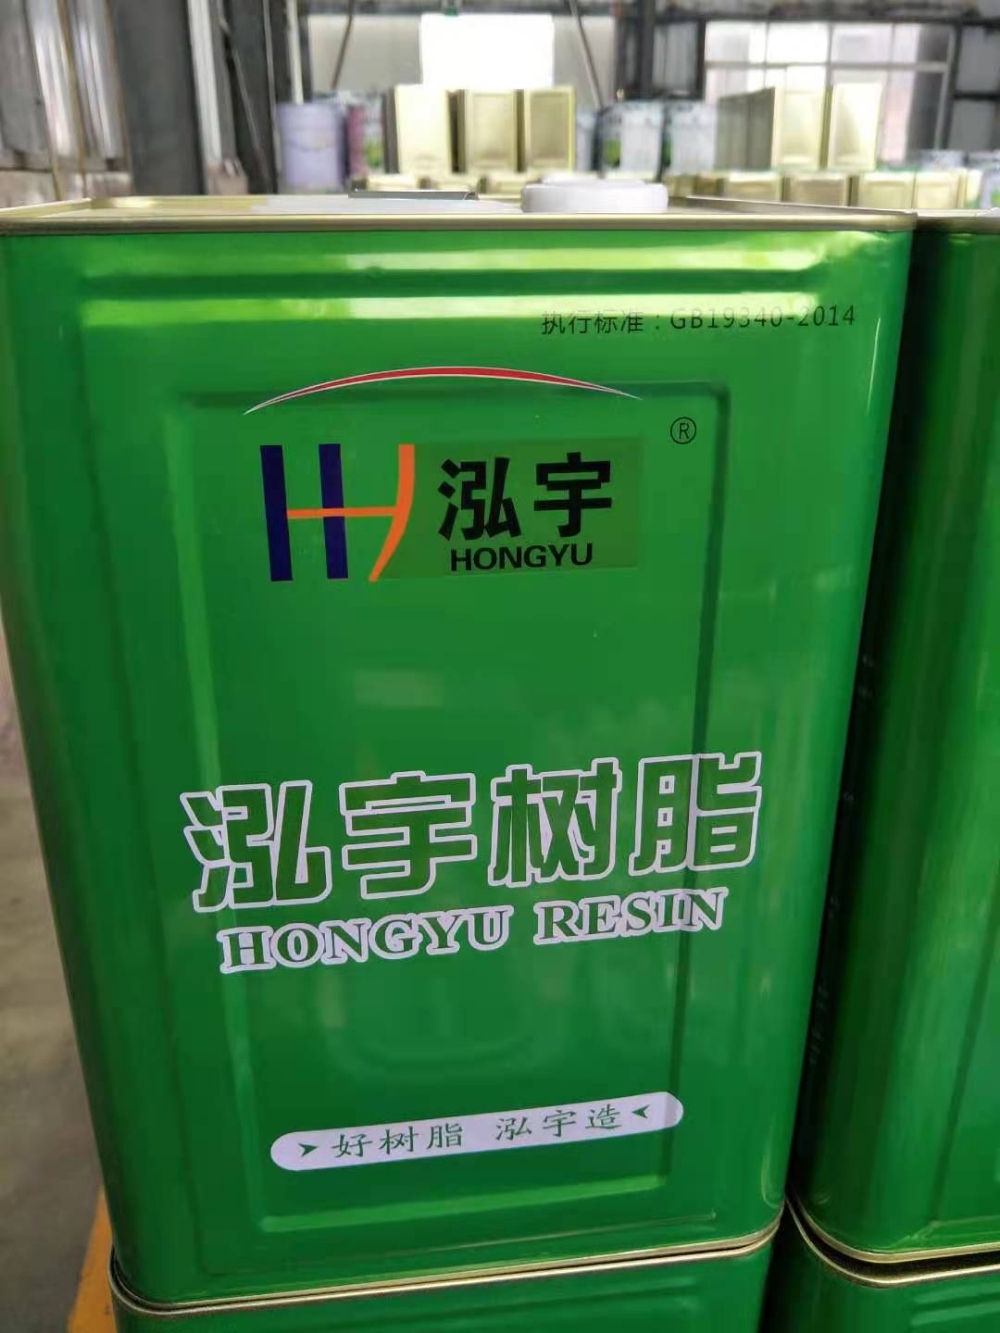 执行标准：GB19340-2014
®
HY 泓宇
HONGYU
泓宇树脂
HONGYU RESIN
好树脂 泓宇造